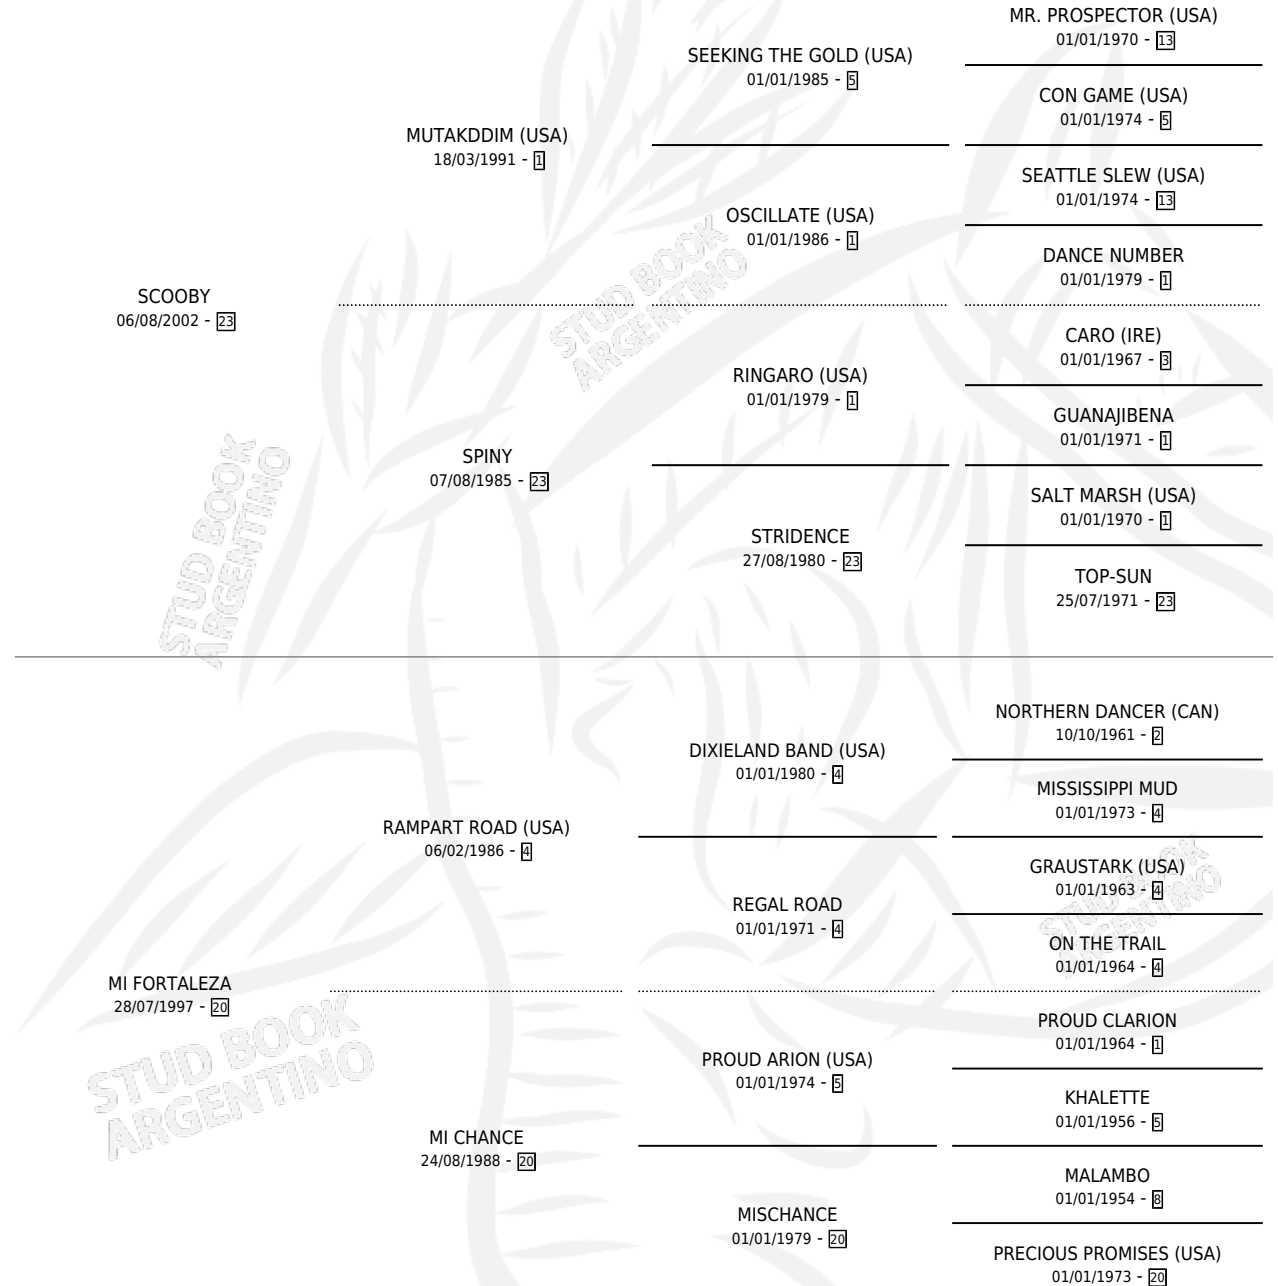 MR. PROSPECTOR (USA)
01/01/1970 - 13
SEEKING THE GOLD (USA)
01/01/1985 - 5
CON GAME (USA)
01/01/1974 - 5
MUTAKDDIM (USA)
18/03/1991 - 1
SEATTLE SLEW (USA)
01/01/1974 - 13
OSCILLATE (USA)
01/01/1986 - 1
DANCE NUMBER
01/01/1979 - 1
SCOOBY
06/08/2002 - 23
CARO (IRE)
01/01/1967 - 3
RINGARO (USA)
01/01/1979 - 1
GUANAJIBENA
01/01/1971 - 1
SPINY
07/08/1985 - 23
SALT MARSH (USA)
01/01/1970 - 1
STRIDENCE
27/08/1980 - 23
TOP-SUN
25/07/1971 - 23
STUD BOOK
ARGENTINO
STUD BOOK
ARGENTINO
NORTHERN DANCER (CAN)
10/10/1961 - 2
DIXIELAND BAND (USA)
01/01/1980 - 4
MISSISSIPPI MUD
01/01/1973 - 4
RAMPART ROAD (USA)
06/02/1986 - 4
GRAUSTARK (USA)
01/01/1963 - 4
REGAL ROAD
01/01/1971 - 4
ON THE TRAIL
01/01/1964 - 4
STUD BOOK
ARGENTINO
MI FORTALEZA
28/07/1997 - 20
PROUD CLARION
01/01/1964 - 1
PROUD ARION (USA)
01/01/1974 - 5
KHALETTE
01/01/1956 - 5
STUD BOOK
ARGENTINO
MI CHANCE
24/08/1988 - 20
MALAMBO
01/01/1954 - 8
MISCHANCE
01/01/1979 - 20
PRECIOUS PROMISES (USA)
01/01/1973 - 20